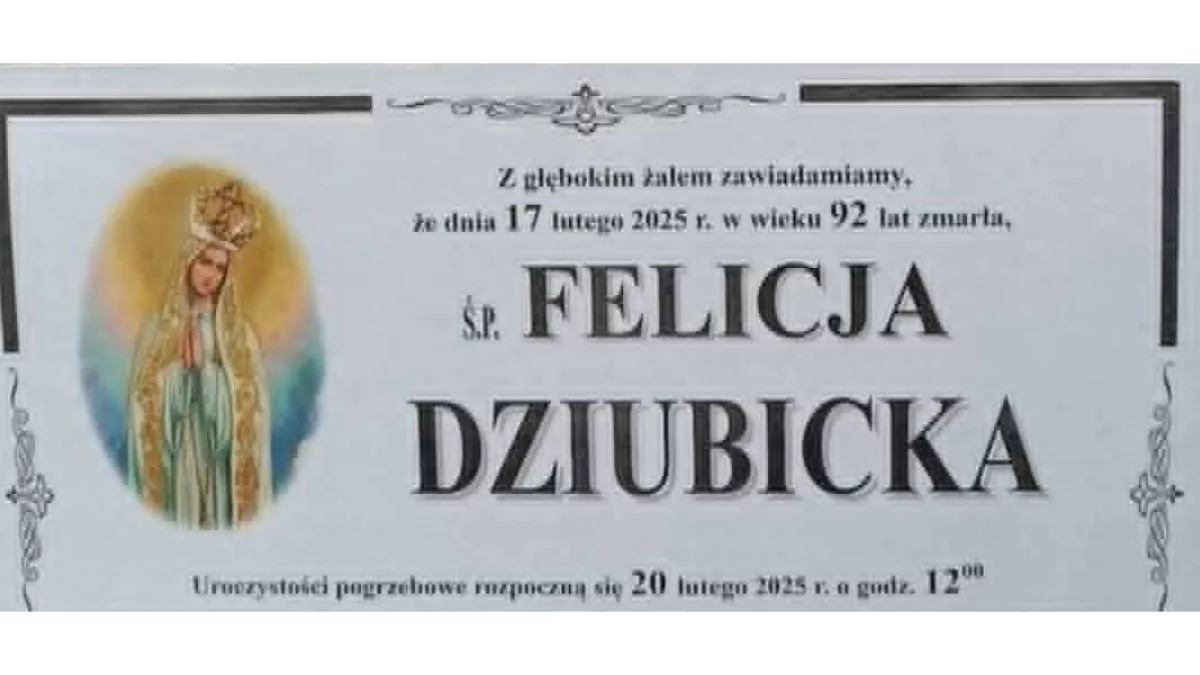 Z głębokim żalem zawiadamiamy,
że dnia 17 lutego 2025 r. w wieku 92 lat zmarła,
Ś.P. FELICJA
DZIUBICKA
Uroczystości pogrzebowe rozpoczną się 20 lutego 2025 r. o godz. 12⁰⁰